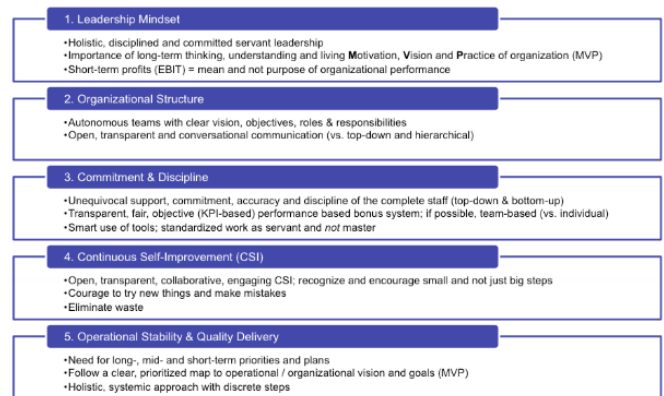 1. Leadership Mindset
•Holistic, disciplined and committed servant leadership
•Importance of long-term thinking, understanding and living Motivation, Vision and Practice of organization (MVP)
•Short-term profits (EBIT) = mean and not purpose of organizational performance
2. Organizational Structure
•Autonomous teams with clear vision, objectives, roles & responsibilities
•Open, transparent and conversational communication (vs. top-down and hierarchical)
3. Commitment & Discipline
•Unequivocal support, commitment, accuracy and discipline of the complete staff (top-down & bottom-up)
•Transparent, fair, objective (KPI-based) performance based bonus system; if possible, team-based (vs. individual)
•Smart use of tools; standardized work as servant and not master
4. Continuous Self-Improvement (CSI)
•Open, transparent, collaborative, engaging CSI; recognize and encourage small and not just big steps
•Courage to try new things and make mistakes
•Eliminate waste
5. Operational Stability & Quality Delivery
•Need for long-, mid- and short-term priorities and plans
•Follow a clear, prioritized map to operational / organizational vision and goals (MVP)
•Holistic, systemic approach with discrete steps